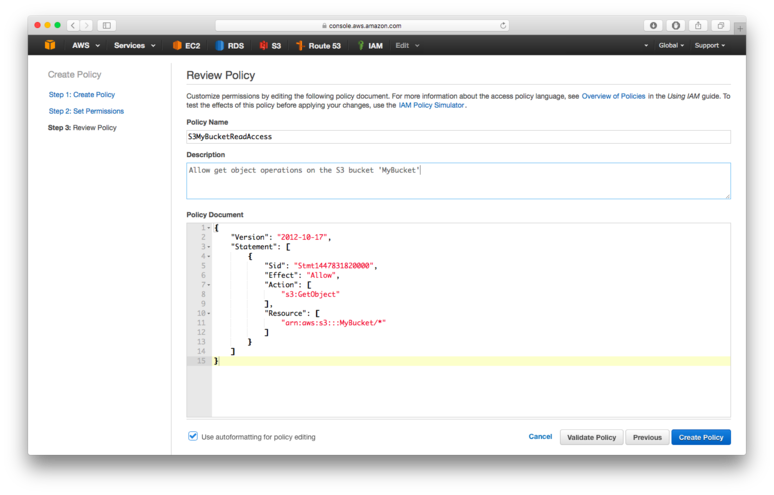 console.aws.amazon.com
AWS Services EC2 RDS S3 Route 53 IAM Edit Global Support
Create Policy
Step 1: Create Policy
Step 2: Set Permissions
Step 3: Review Policy
Review Policy
Customize permissions by editing the following policy document. For more information about the access policy language, see Overview of Policies in the Using IAM guide. To
test the effects of this policy before applying your changes, use the IAM Policy Simulator.
Policy Name
S3MyBucketReadAccess
Description
Allow get object operations on the S3 bucket 'MyBucket'
Policy Document
1 {
2 "Version": "2012-10-17",
3 "Statement": [
4 {
5 "Sid": "Stmt1447831820000",
6 "Effect": "Allow",
7 "Action": [
8 "s3:GetObject"
9 ],
10 "Resource": [
11 "arn:aws:s3:::MyBucket/*"
12 ]
13 }
14 ]
15 }
Use autoformatting for policy editing
Cancel Validate Policy Previous Create Policy